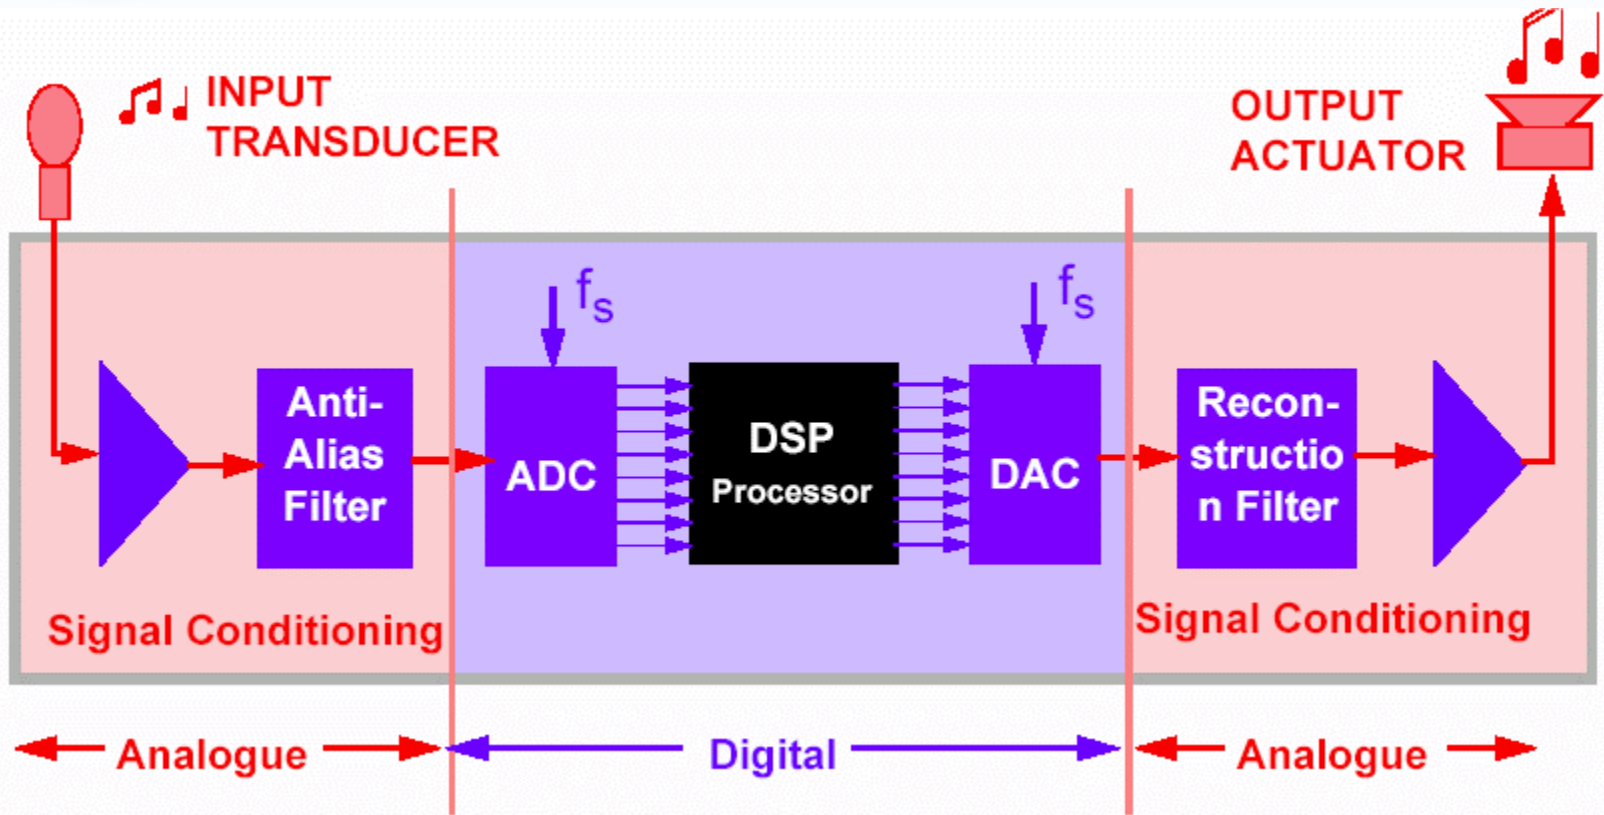 INPUT
TRANSDUCER
OUTPUT
ACTUATOR
fs
fs
Anti-
Alias
Filter
ADC
DSP
Processor
DAC
Recon-
structio
n Filter
Signal Conditioning
Signal Conditioning
Analogue
Digital
Analogue